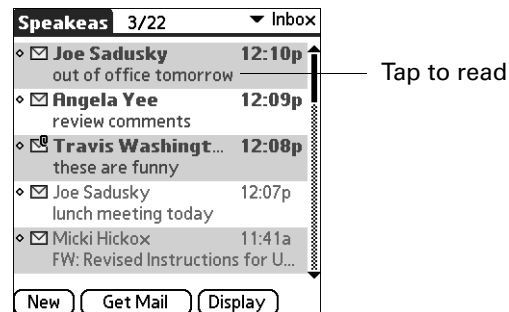 Speakeas 3/22 Inbox
Joe Sadusky 12:10p
out of office tomorrow
Tap to read
Angela Yee 12:09p
review comments
Travis Washingt... 12:08p
these are funny
Joe Sadusky 12:07p
lunch meeting today
Micki Hickox 11:41a
FW: Revised Instructions for U...
New Get Mail Display